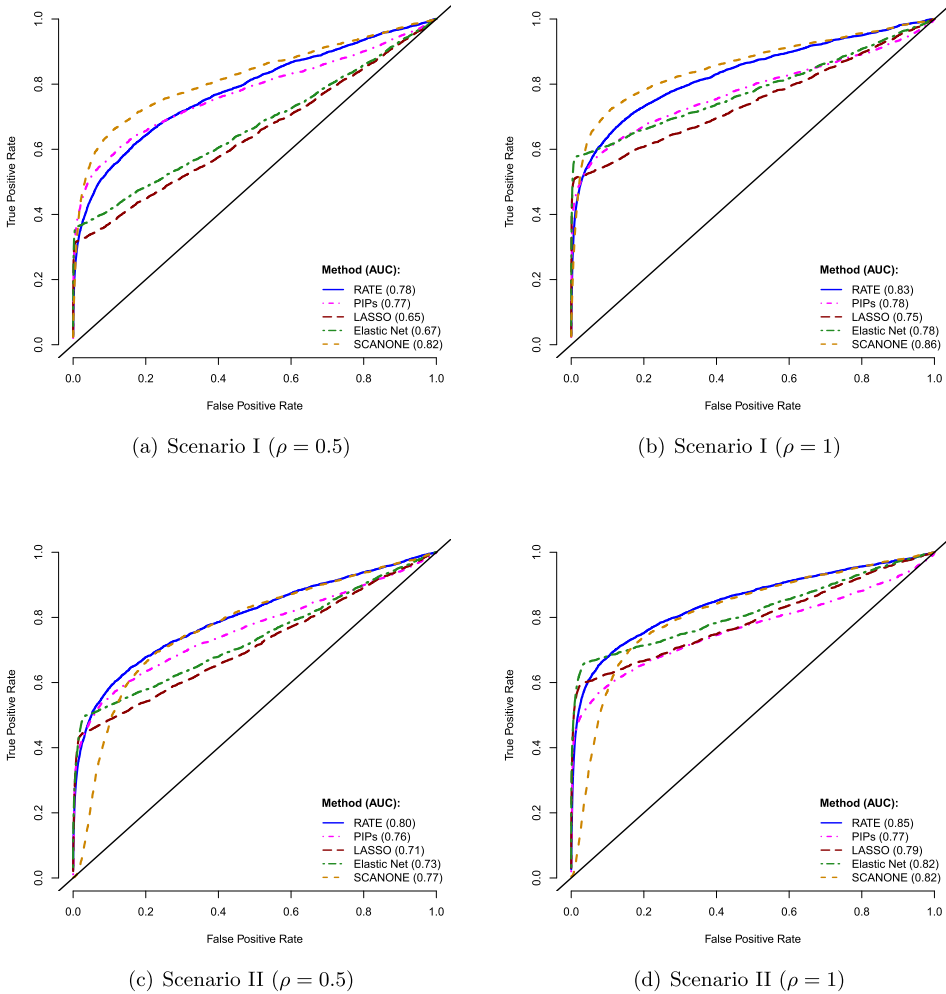 1.0
0.8
0.6
0.4
0.2
0.0
True Positive Rate
Method (AUC):
RATE (0.78)
PIPs (0.77)
LASSO (0.65)
Elastic Net (0.67)
SCANONE (0.82)
0.0 0.2 0.4 0.6 0.8 1.0
False Positive Rate
(a) Scenario I (ρ = 0.5)
1.0
0.8
0.6
0.4
0.2
0.0
True Positive Rate
Method (AUC):
RATE (0.83)
PIPs (0.78)
LASSO (0.75)
Elastic Net (0.78)
SCANONE (0.86)
0.0 0.2 0.4 0.6 0.8 1.0
False Positive Rate
(b) Scenario I (ρ = 1)
1.0
0.8
0.6
0.4
0.2
0.0
True Positive Rate
Method (AUC):
RATE (0.80)
PIPs (0.76)
LASSO (0.71)
Elastic Net (0.73)
SCANONE (0.77)
0.0 0.2 0.4 0.6 0.8 1.0
False Positive Rate
(c) Scenario II (ρ = 0.5)
1.0
0.8
0.6
0.4
0.2
0.0
True Positive Rate
Method (AUC):
RATE (0.85)
PIPs (0.77)
LASSO (0.79)
Elastic Net (0.82)
SCANONE (0.82)
0.0 0.2 0.4 0.6 0.8 1.0
False Positive Rate
(d) Scenario II (ρ = 1)